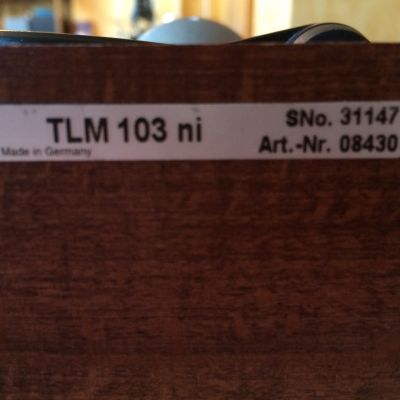 TLM 103 ni
Made in Germany
SNo. 31147
Art.-Nr. 08430